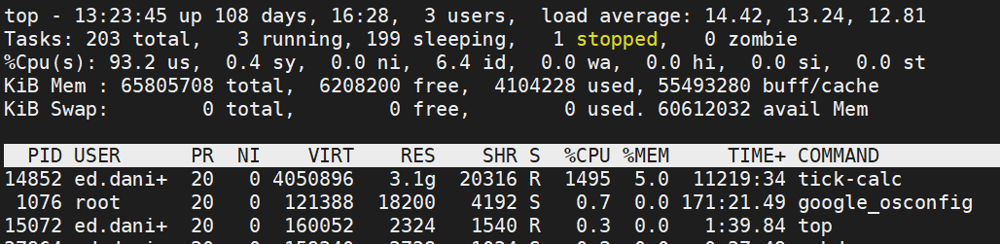 top - 13:23:45 up 108 days, 16:28,  3 users,  load average: 14.42, 13.24, 12.81
Tasks: 203 total,   3 running, 199 sleeping,   1 stopped,   0 zombie
%Cpu(s): 93.2 us,  0.4 sy,  0.0 ni,  6.4 id,  0.0 wa,  0.0 hi,  0.0 si,  0.0 st
KiB Mem : 65805708 total,  6208200 free,  4104228 used, 55493280 buff/cache
KiB Swap:        0 total,        0 free,        0 used. 60612032 avail Mem
  PID USER      PR  NI    VIRT    RES    SHR S  %CPU %MEM     TIME+ COMMAND
14852 ed.dani+  20   0 4050896   3.1g  20316 R  1495  5.0  11219:34 tick-calc
 1076 root      20   0  121388  18200   4192 S   0.7  0.0 171:21.49 google_osconfig
15072 ed.dani+  20   0  160052   2324   1540 R   0.3  0.0   1:39.84 top